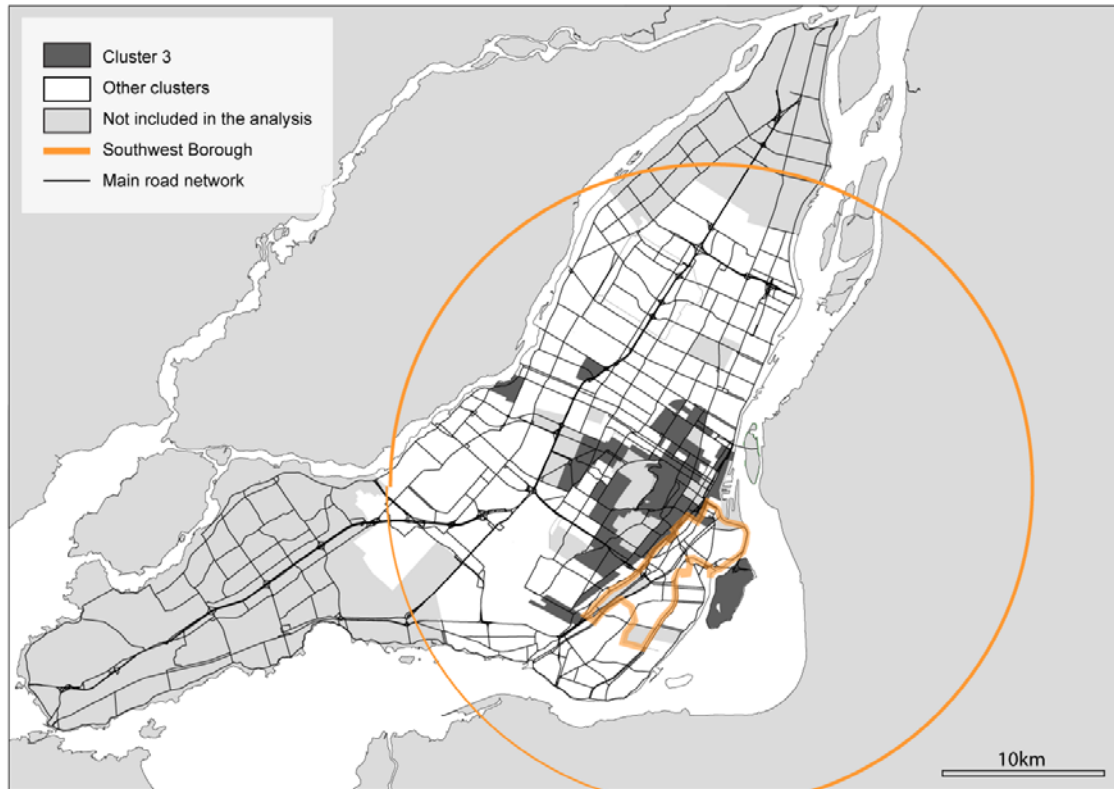 Cluster 3
Other clusters
Not included in the analysis
Southwest Borough
Main road network
10km